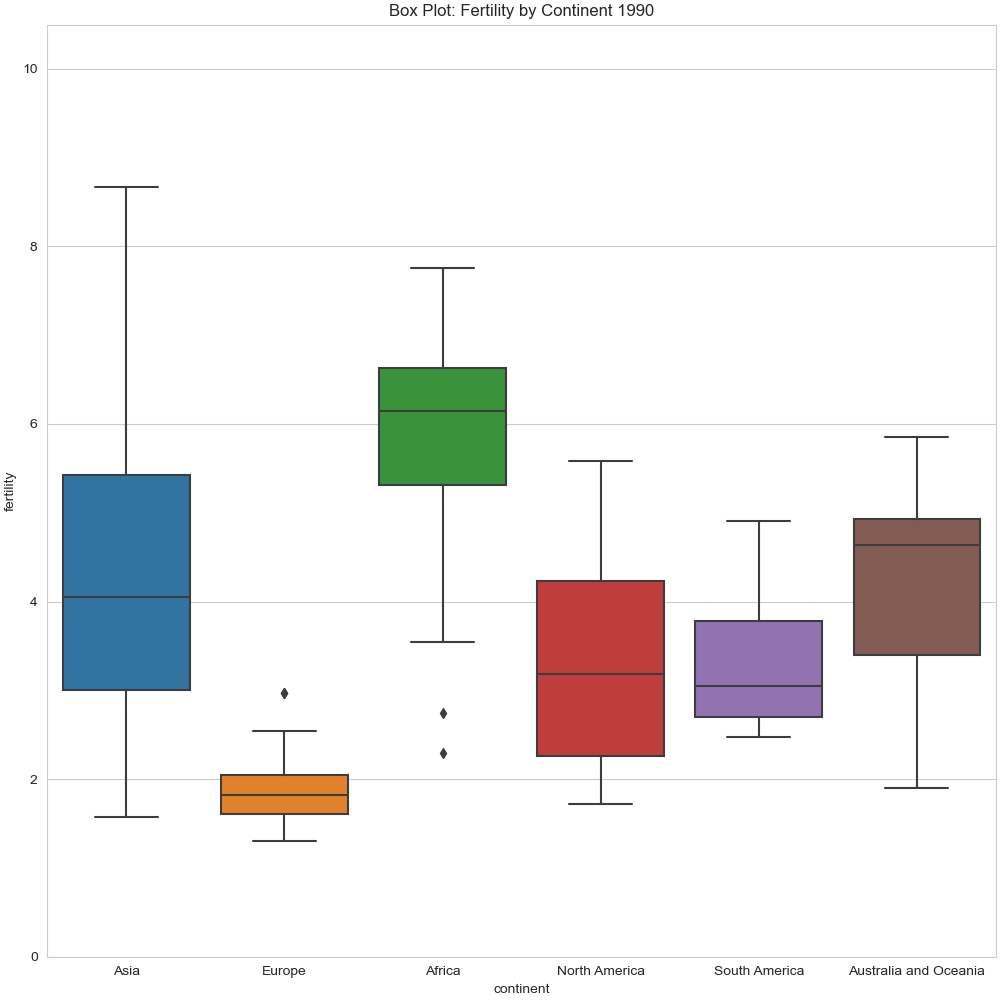 Box Plot: Fertility by Continent 1990
10
8
6
4
2
0
fertility
Asia
Europe
Africa
North America
South America
Australia and Oceania
continent